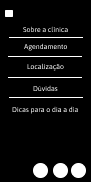 Sobre a clínica
Agendamento
Localização
Dúvidas
Dicas para o dia a dia